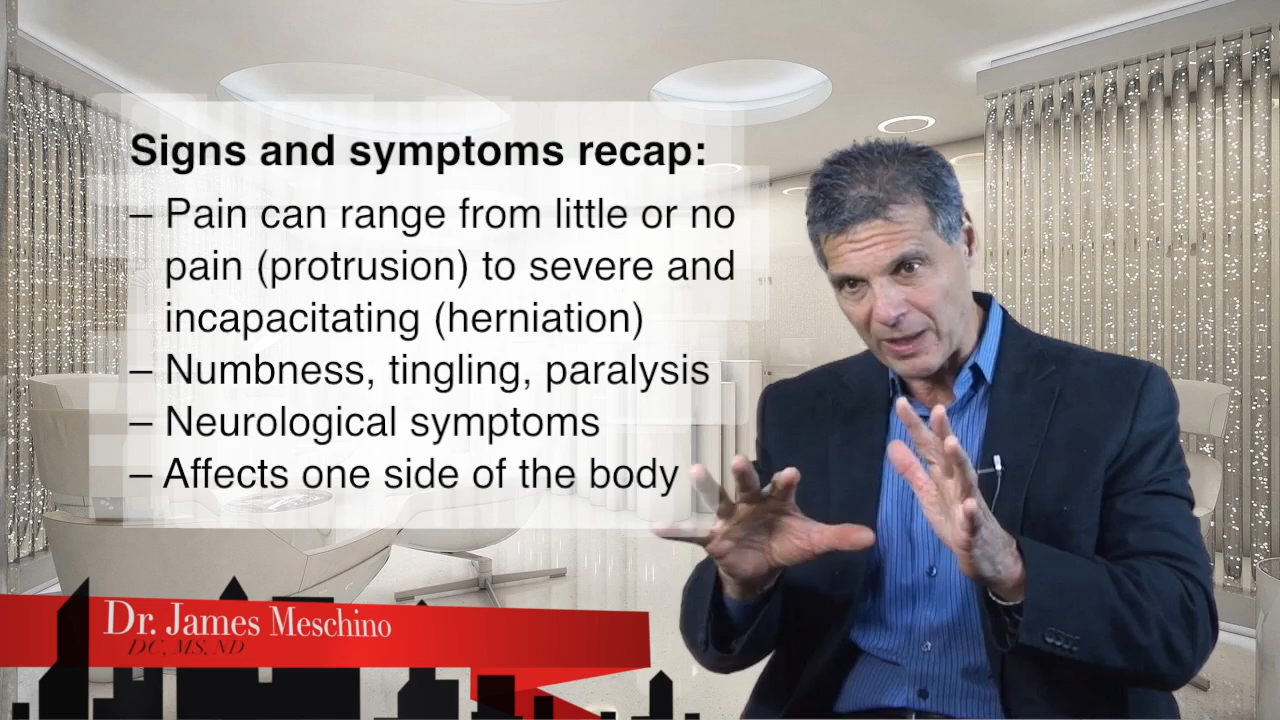 Signs and symptoms recap:
– Pain can range from little or no
pain (protrusion) to severe and
incapacitating (herniation)
– Numbness, tingling, paralysis
– Neurological symptoms
– Affects one side of the body
Dr. James Meschino
DC, MS, ND